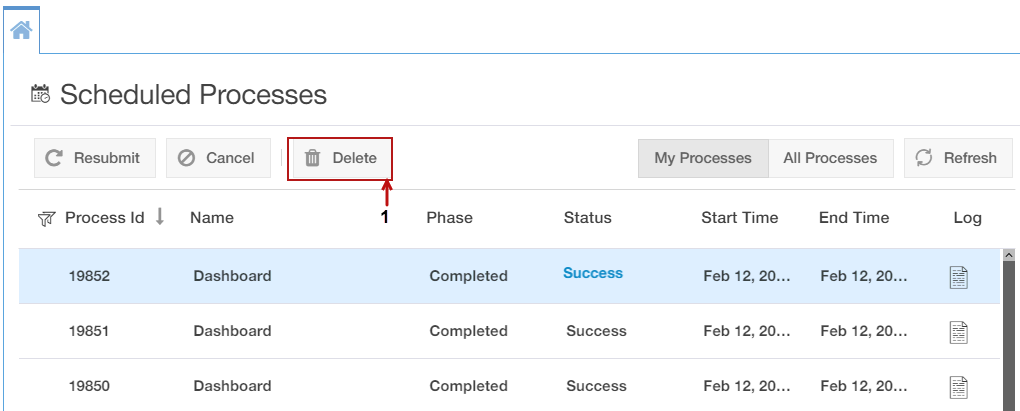 Scheduled Processes
Resubmit Cancel Delete My Processes All Processes Refresh
1
Process Id Name Phase Status Start Time End Time Log
19852 Dashboard Completed Success Feb 12, 20... Feb 12, 20...
19851 Dashboard Completed Success Feb 12, 20... Feb 12, 20...
19850 Dashboard Completed Success Feb 12, 20... Feb 12, 20...